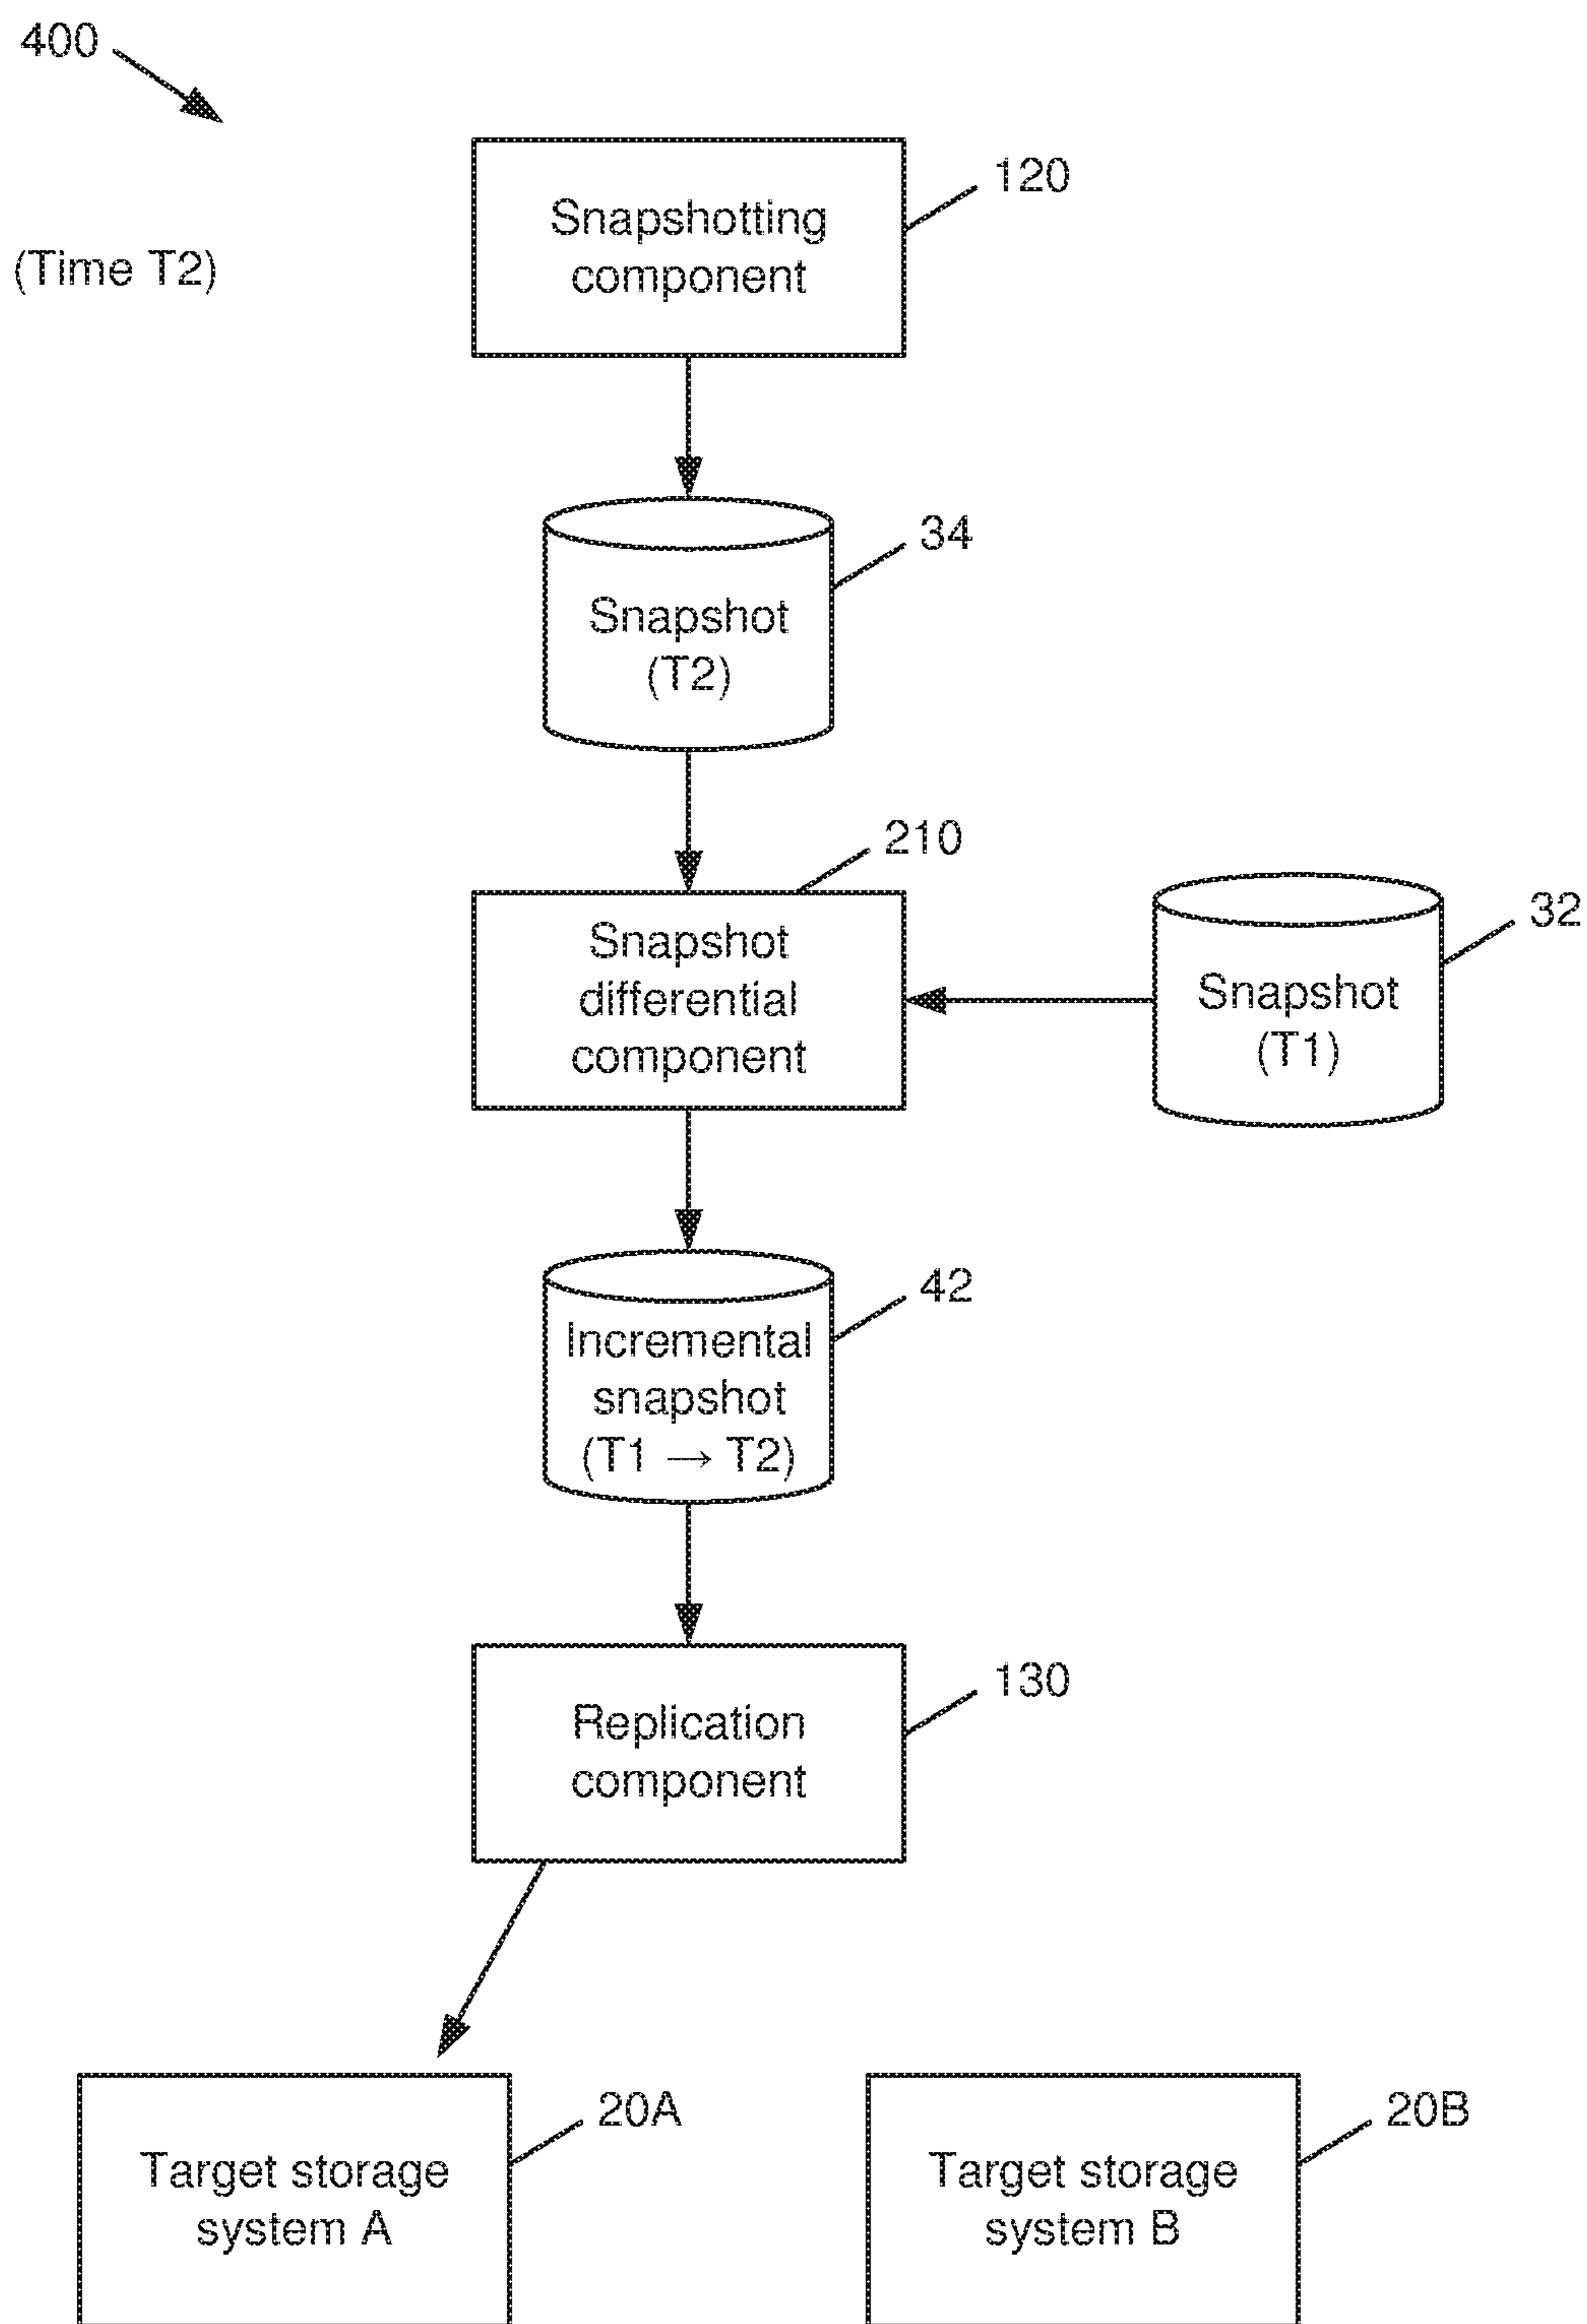 400
(Time T2)
Snapshotting
component
120
Snapshot
(T2)
34
210
Snapshot
differential
component
Snapshot
(T1)
32
Incremental
snapshot
(T1 → T2)
42
Replication
component
130
Target storage
system A
20A
Target storage
system B
20B